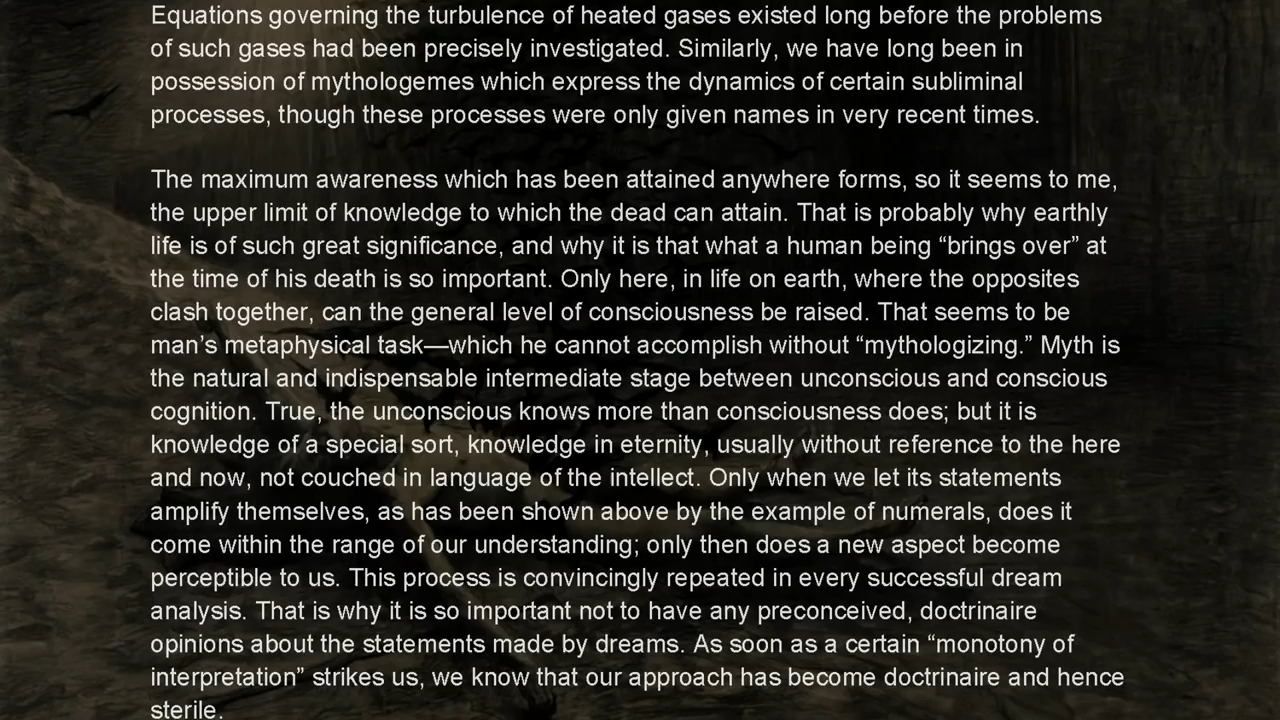 Equations governing the turbulence of heated gases existed long before the problems
of such gases had been precisely investigated. Similarly, we have long been in
possession of mythologemes which express the dynamics of certain subliminal
processes, though these processes were only given names in very recent times.
The maximum awareness which has been attained anywhere forms, so it seems to me,
the upper limit of knowledge to which the dead can attain. That is probably why earthly
life is of such great significance, and why it is that what a human being “brings over” at
the time of his death is so important. Only here, in life on earth, where the opposites
clash together, can the general level of consciousness be raised. That seems to be
man’s metaphysical task—which he cannot accomplish without “mythologizing.” Myth is
the natural and indispensable intermediate stage between unconscious and conscious
cognition. True, the unconscious knows more than consciousness does; but it is
knowledge of a special sort, knowledge in eternity, usually without reference to the here
and now, not couched in language of the intellect. Only when we let its statements
amplify themselves, as has been shown above by the example of numerals, does it
come within the range of our understanding; only then does a new aspect become
perceptible to us. This process is convincingly repeated in every successful dream
analysis. That is why it is so important not to have any preconceived, doctrinaire
opinions about the statements made by dreams. As soon as a certain “monotony of
interpretation” strikes us, we know that our approach has become doctrinaire and hence
sterile.